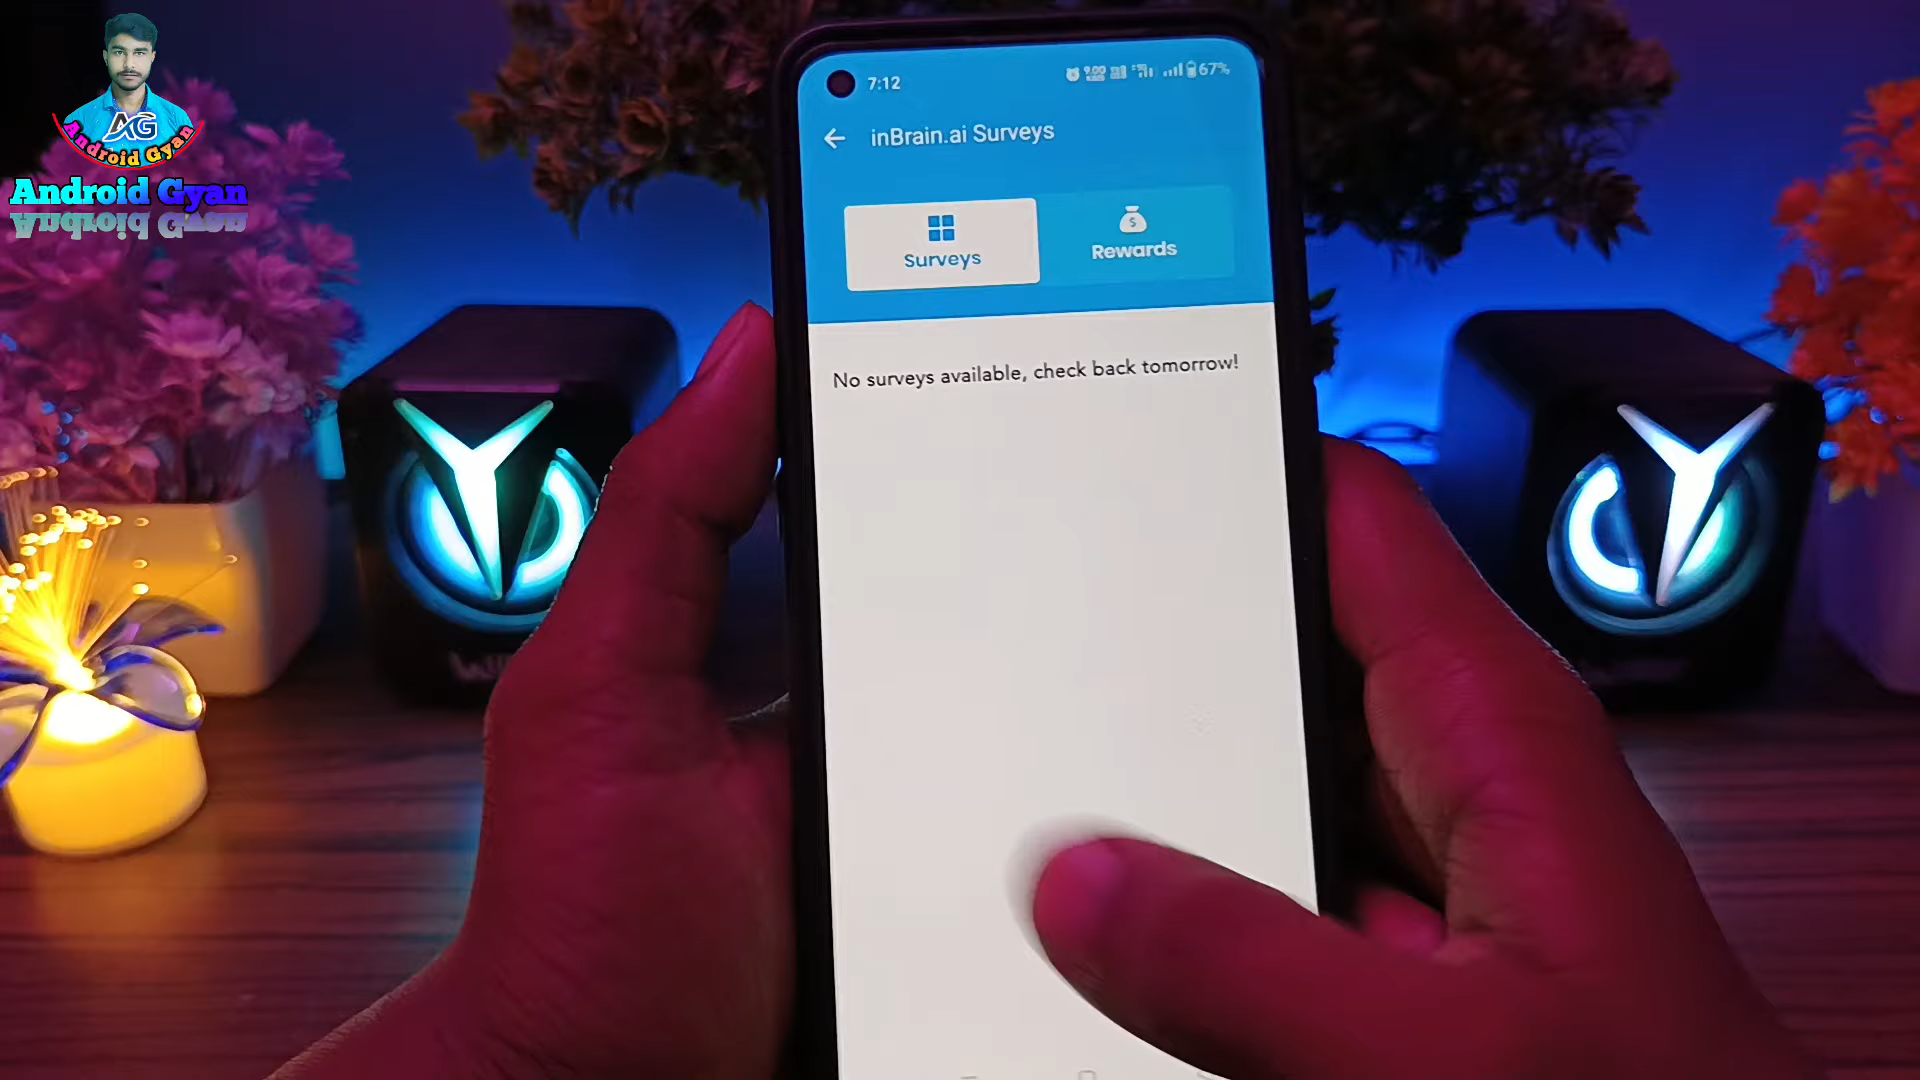 AG
Android Gyan
Android Gyan
7:12
67%
inBrain.ai Surveys
Surveys
Rewards
No surveys available, check back tomorrow!